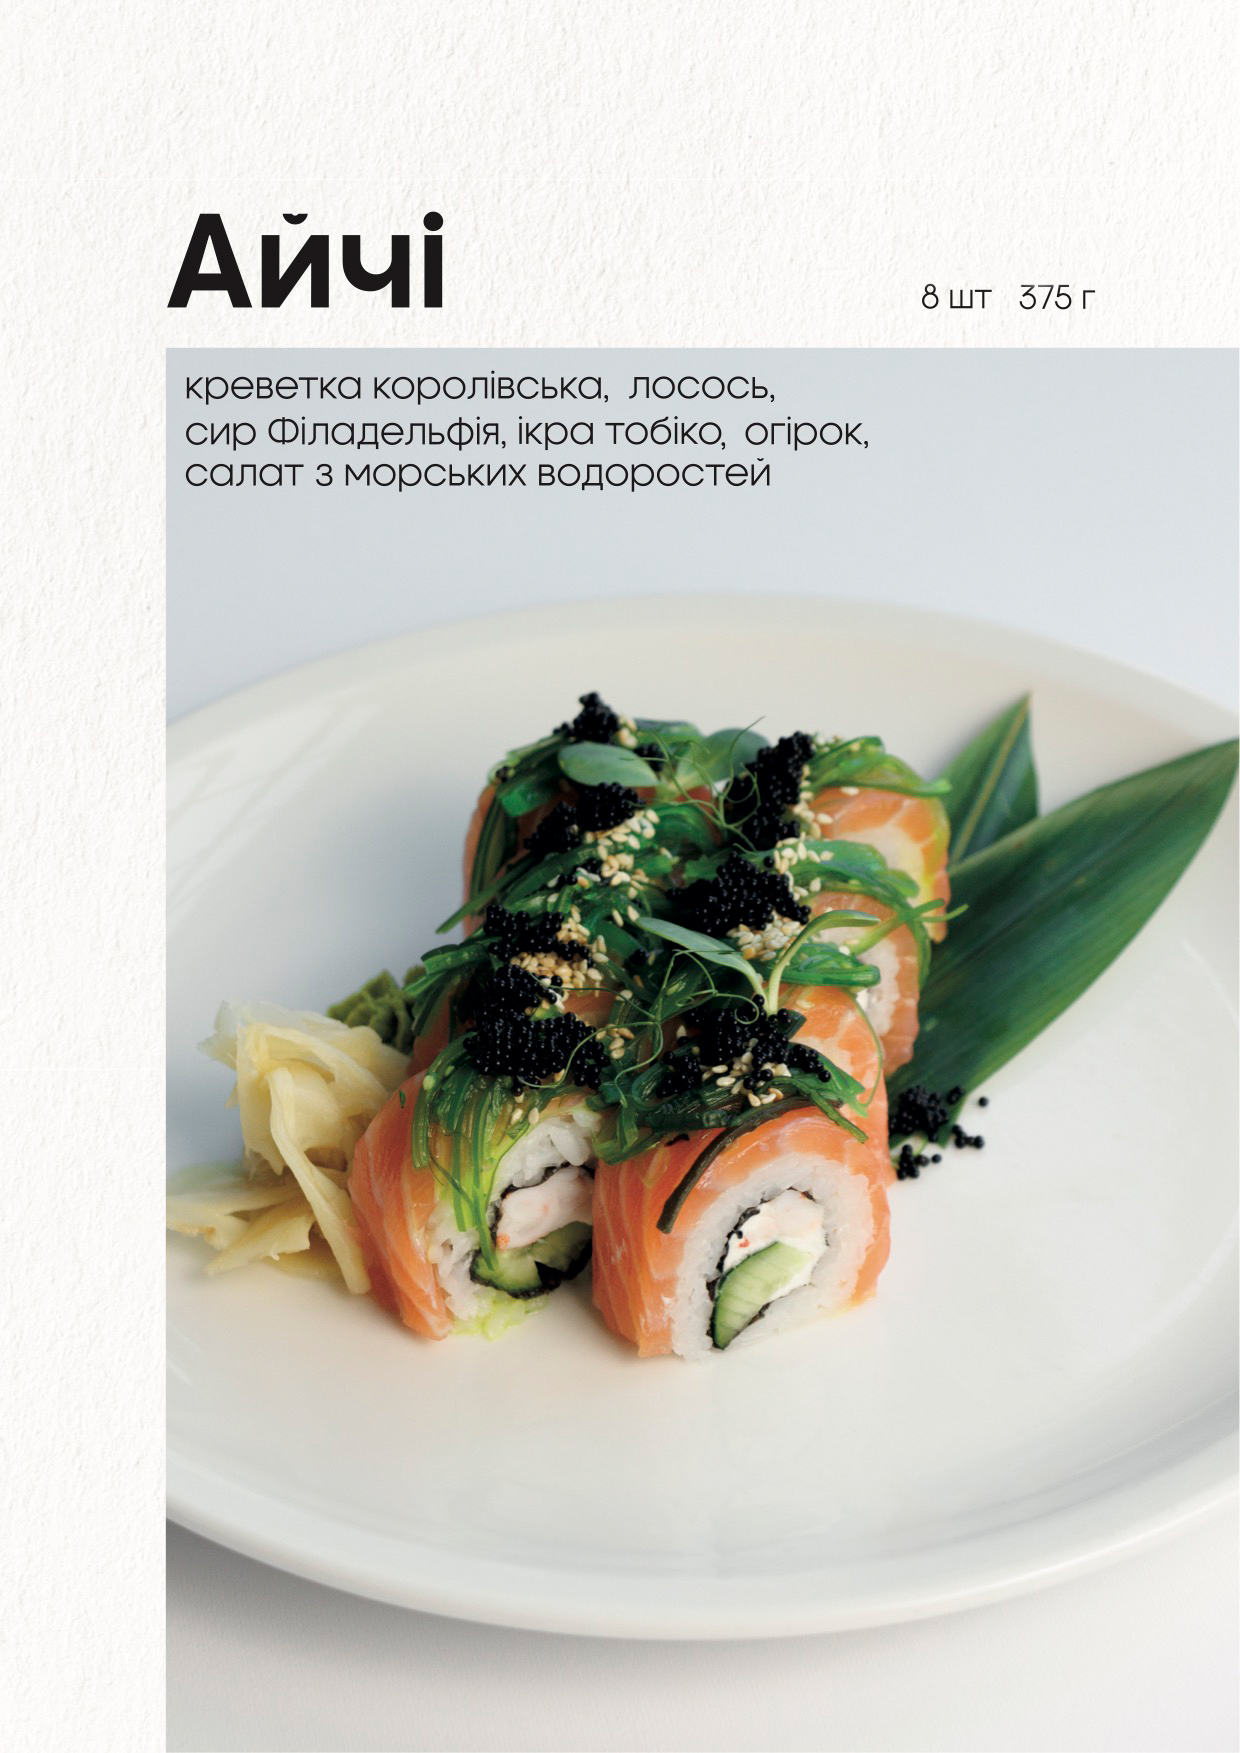 Айчі
8 шт 375 г
креветка королівська, лосось,
сир Філадельфія, ікра тобіко, огірок,
салат з морських водоростей